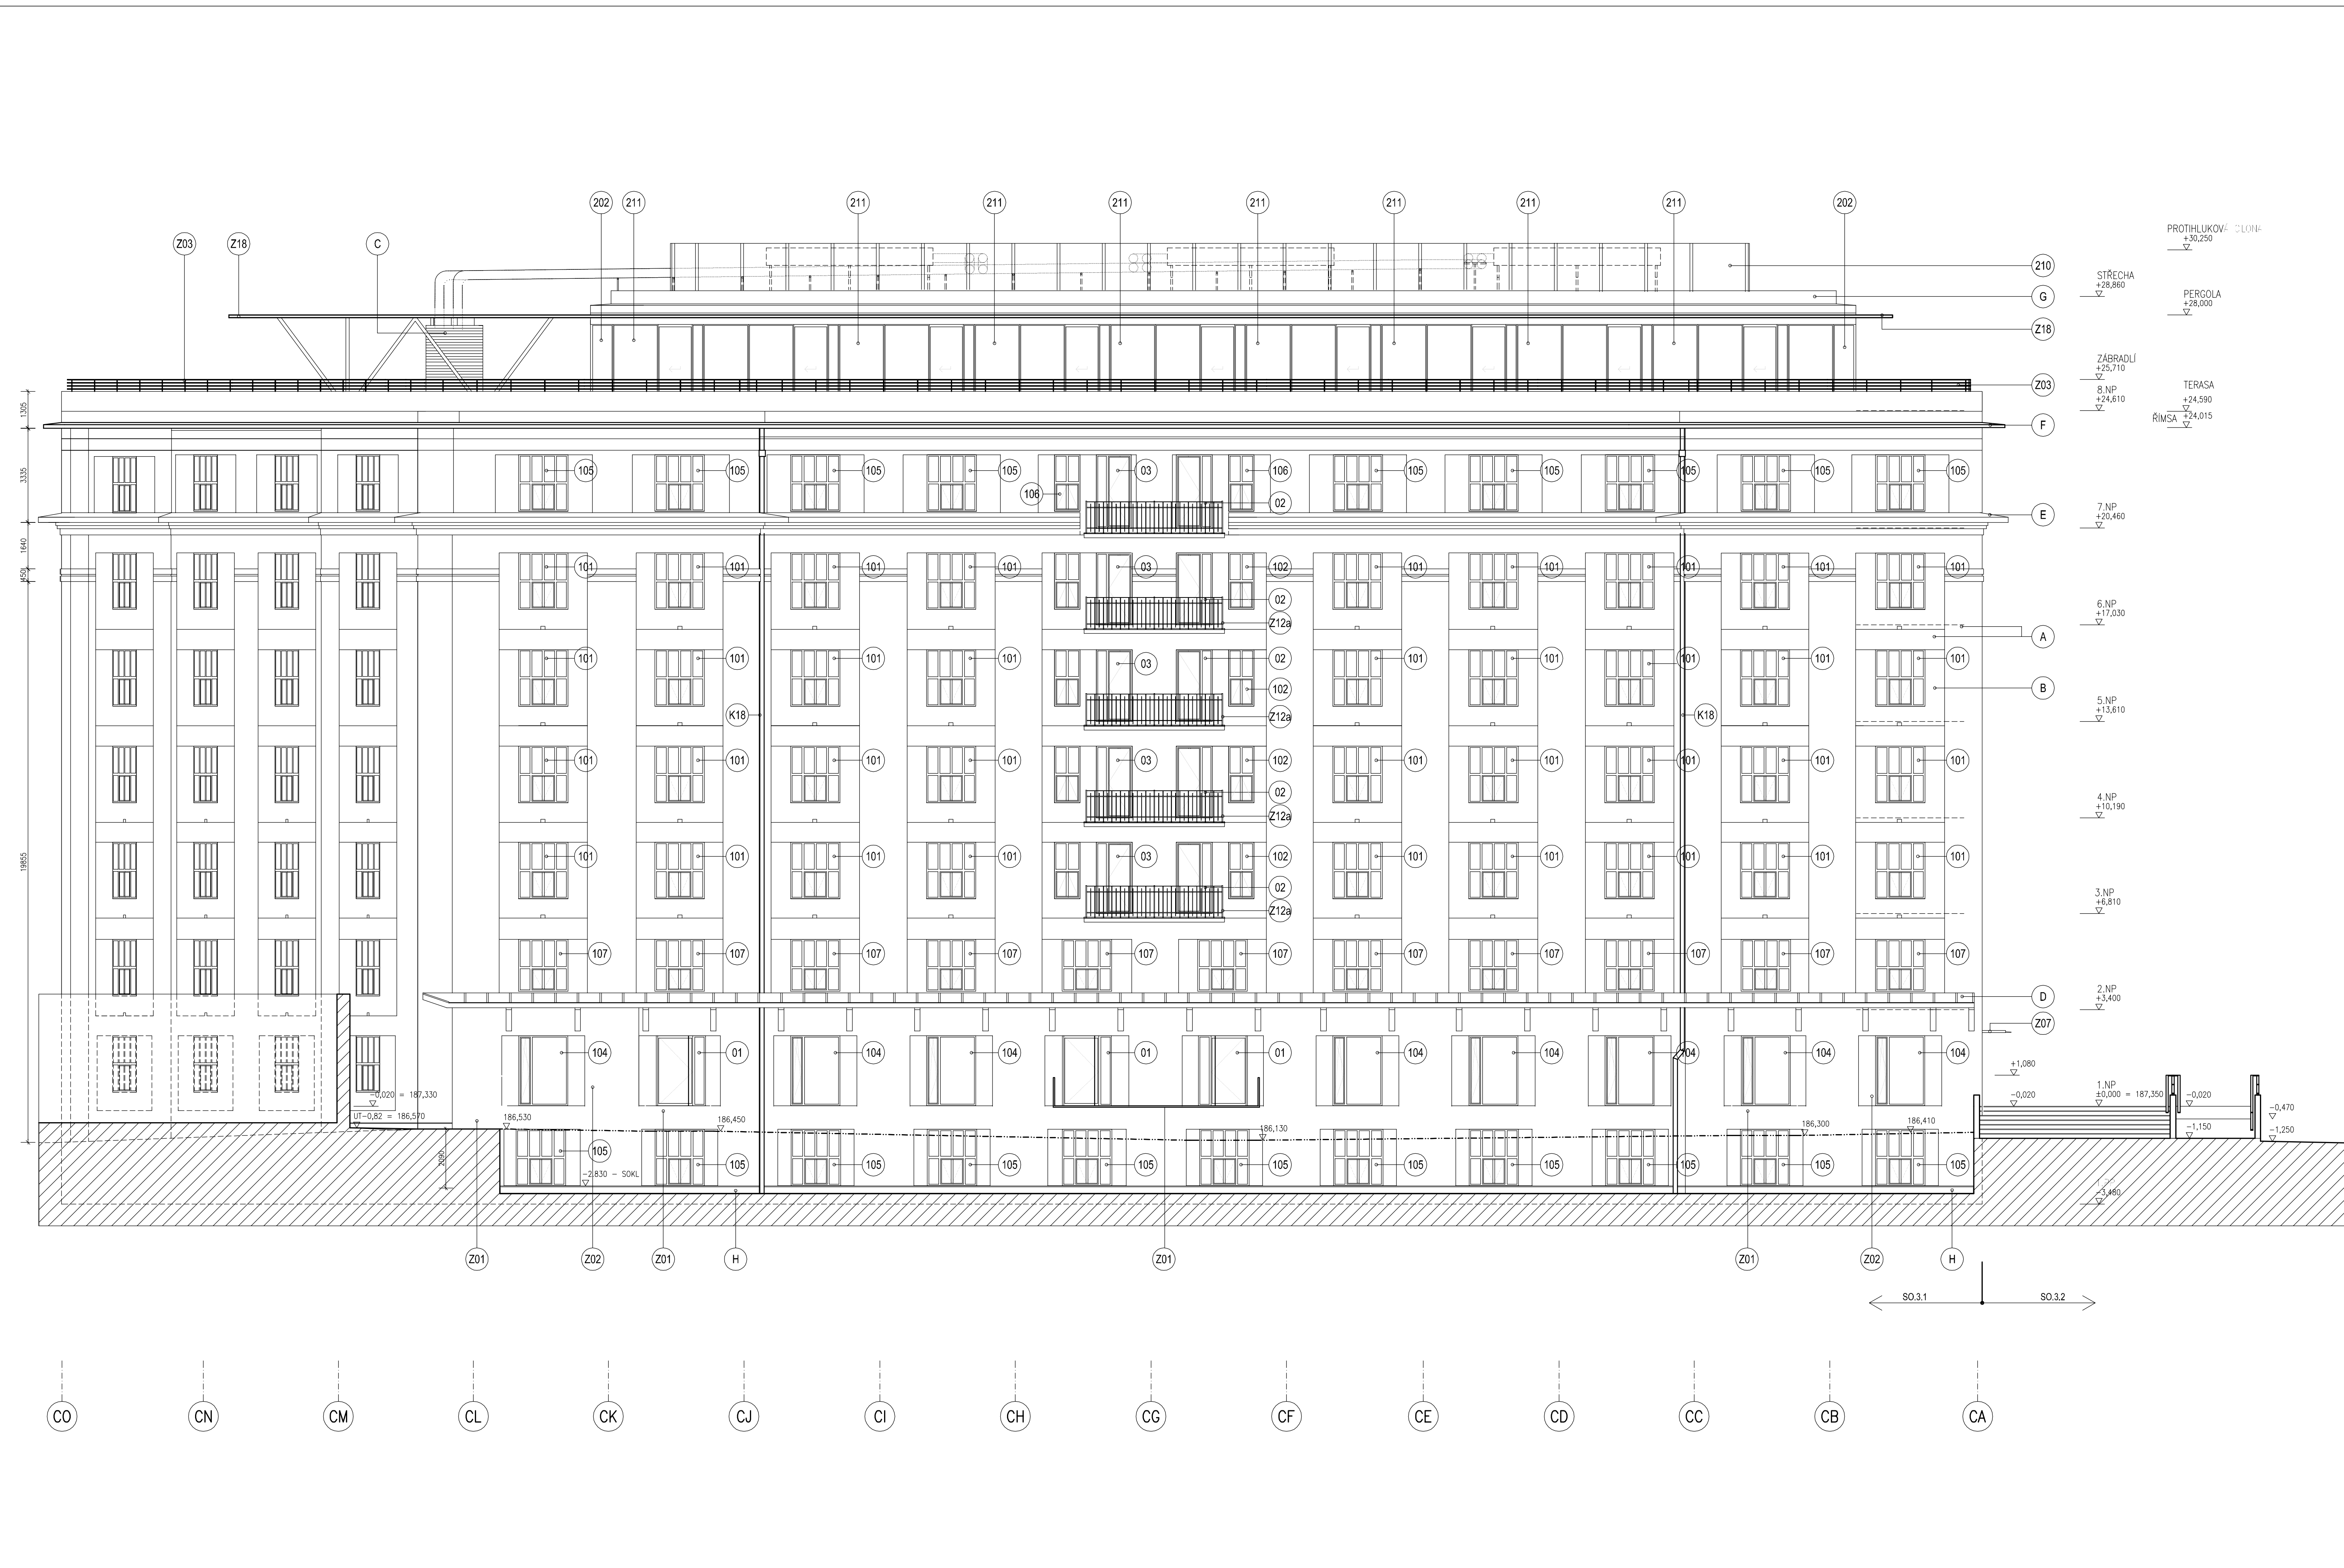 202 211 211 211 211 211 211 211 211 202
Z03 Z18 C
PROTIHLUKOVÁ CLONA
+30,250
210
STŘECHA
+28,860
G
PERGOLA
+28,000
Z18
ZÁBRADLÍ
+25,710
Z03
8.NP
+24,610
TERASA
+24,590
ŘÍMSA +24,015
F
1305
3335
1640
450
19855
105 105 105 105 03 106 105 105 105 105 105
106
02
7.NP
+20,460
E
101 101 101 101 03 102 101 101 101 101 101
02
Z12a
6.NP
+17,030
A
101 101 101 101 03 02 101 101 101 101 101
102
B
K18 Z12a K18
5.NP
+13,610
101 101 101 101 03 102 101 101 101 101 101
02
Z12a
4.NP
+10,190
101 101 101 101 03 102 101 101 101 101 101
02
Z12a
3.NP
+6,810
107 107 107 107 107 107 107 107 107 107 107
D
2.NP
+3,400
Z07
104 01 104 104 01 01 104 104 104 104 104
+1,080
1.NP
±0,000 = 187,350
-0,020 = 187,330
-0,020
-0,020
-0,470
UT-0,82 = 186,570
186,530
186,450
186,130
186,300
186,410
-1,150
-1,250
105
2090
-2,830 - SOKL
105 105 105 105 105 105 105 105 105 105
-3,480
Z01 Z02 Z01 H Z01 Z01 Z02 H
SO.3.1 SO.3.2
CO CN CM CL CK CJ CI CH CG CF CE CD CC CB CA